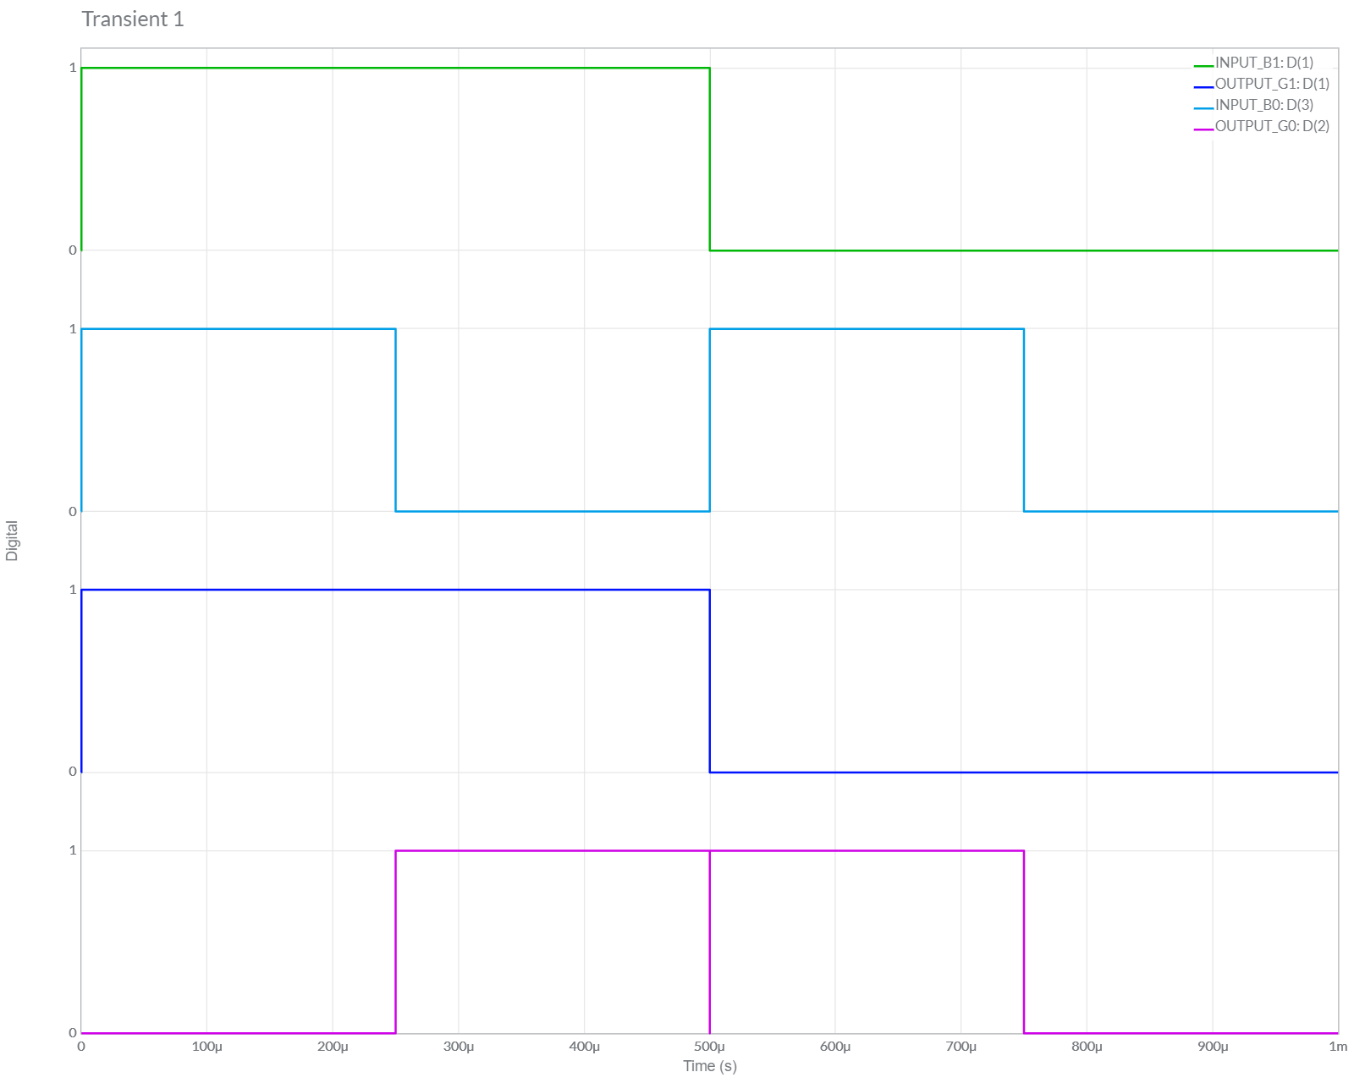 Transient 1
INPUT_B1: D(1)
OUTPUT_G1: D(1)
INPUT_B0: D(3)
OUTPUT_G0: D(2)
1
0
1
0
Digital
1
0
1
0
0 100µ 200µ 300µ 400µ 500µ 600µ 700µ 800µ 900µ 1m
Time (s)